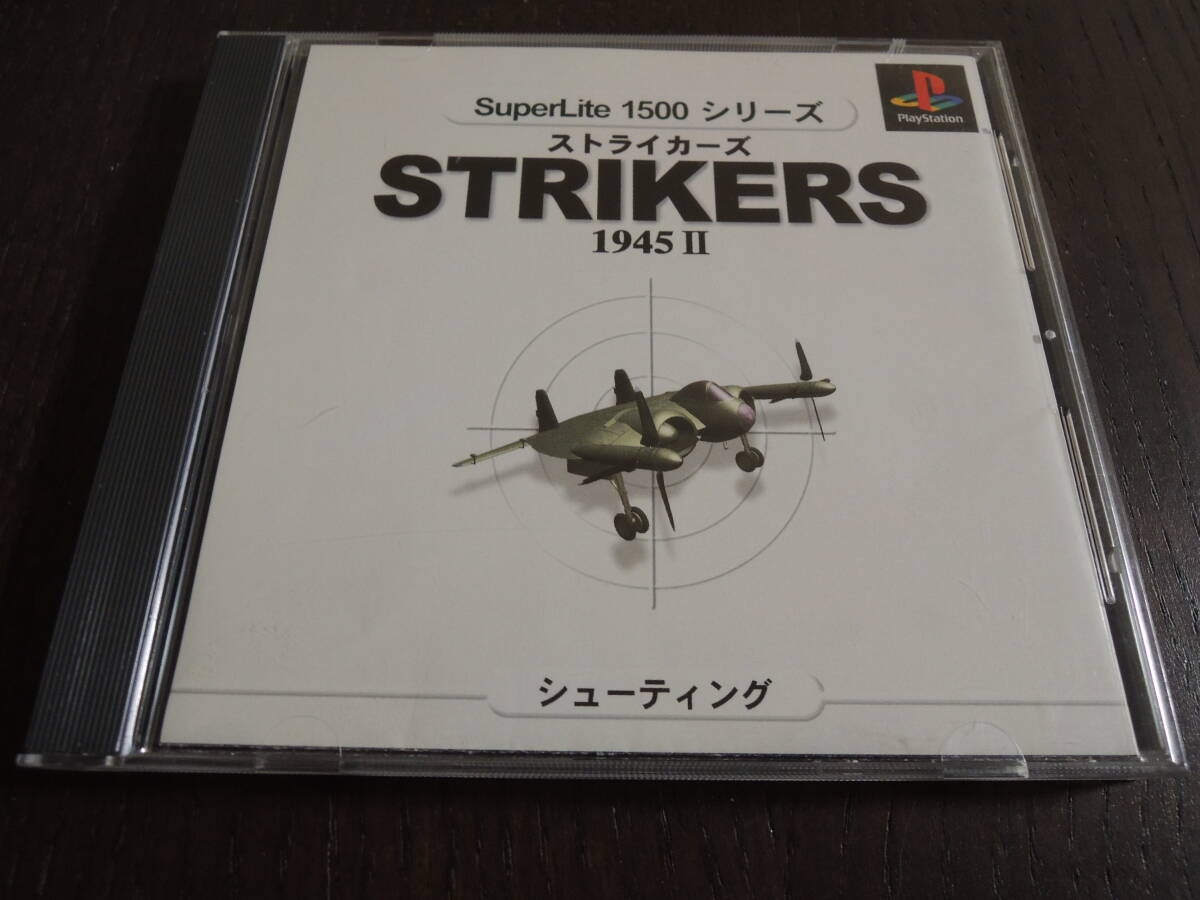 SuperLite 1500 シリーズ
PlayStation
ストライカーズ
STRIKERS
1945 II
シューティング